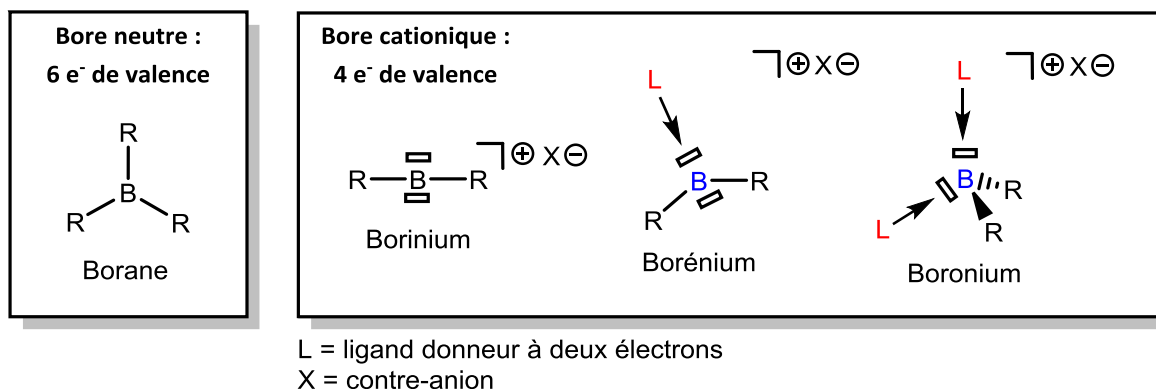 Bore neutre :
6 e- de valence
R
B
R
R
Borane
Bore cationique :
4 e- de valence
R B R ⊕ X ⊖
Borinium
L
⊕ X ⊖
B R
R
Borénium
L
⊕ X ⊖
B
R
L
R
Boronium
L = ligand donneur à deux électrons
X = contre-anion